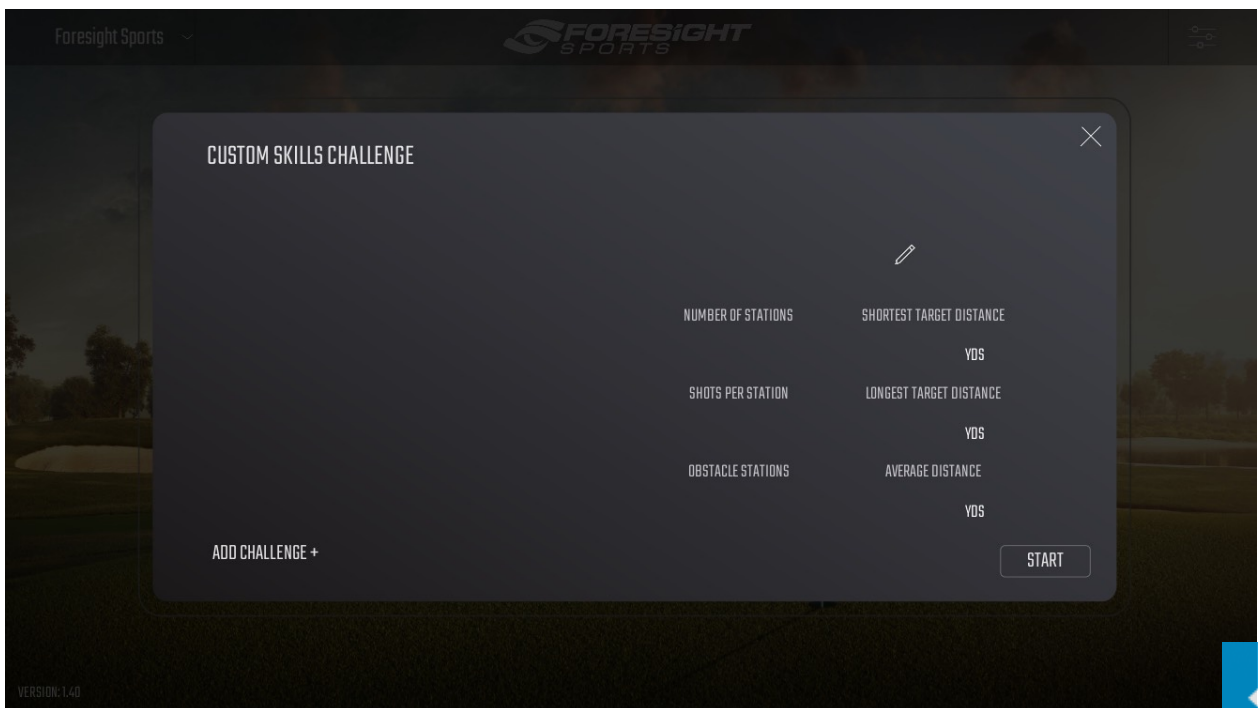 Foresight Sports
FORESIGHT
SPORTS
CUSTOM SKILLS CHALLENGE
NUMBER OF STATIONS
SHORTEST TARGET DISTANCE
YDS
SHOTS PER STATION
LONGEST TARGET DISTANCE
YDS
OBSTACLE STATIONS
AVERAGE DISTANCE
YDS
ADD CHALLENGE +
START
VERSION: 1.40